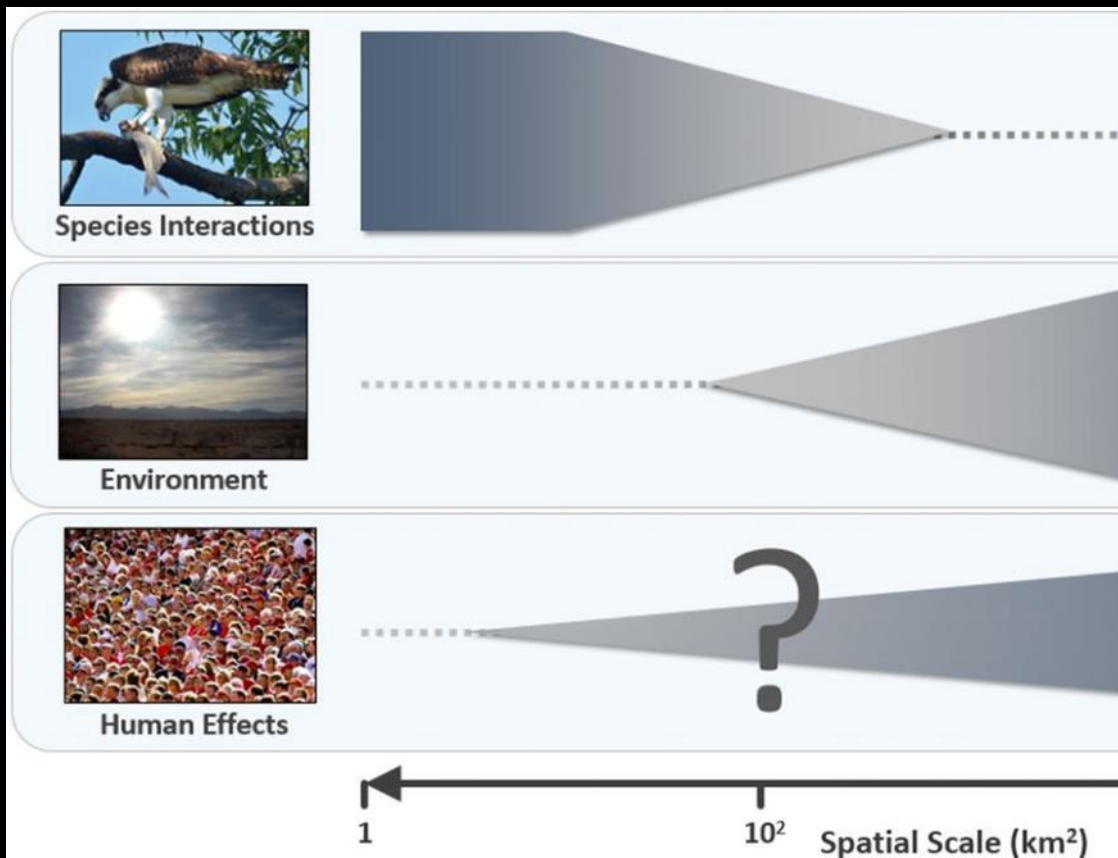 Species Interactions
Environment
?
Human Effects
1
10²
Spatial Scale (km²)